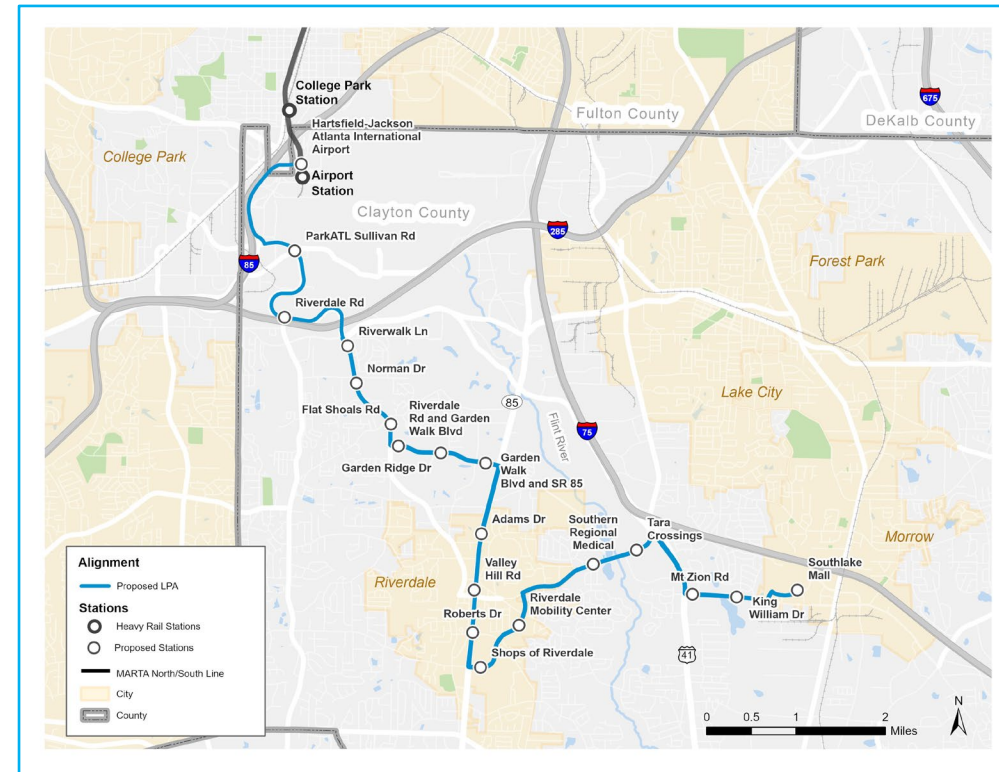 College Park
Station
Hartsfield-Jackson
Atlanta International
Airport
Airport
Station
Fulton County
675
DeKalb County
College Park
Clayton County
285
85
ParkATL Sullivan Rd
Forest Park
Riverdale Rd
Riverwalk Ln
Norman Dr
Lake City
85
Flint River
75
Flat Shoals Rd
Riverdale
Rd and Garden
Walk Blvd
Garden Ridge Dr
Garden
Walk
Blvd and SR 85
Adams Dr
Southern
Regional
Medical
Tara
Crossings
Morrow
Valley
Hill Rd
Riverdale
Mt Zion Rd
Southlake
Mall
King
William Dr
Roberts Dr
Riverdale
Mobility Center
Shops of Riverdale
41
Alignment
Proposed LPA
Stations
Heavy Rail Stations
Proposed Stations
MARTA North/South Line
City
County
N
0 0.5 1 2
Miles